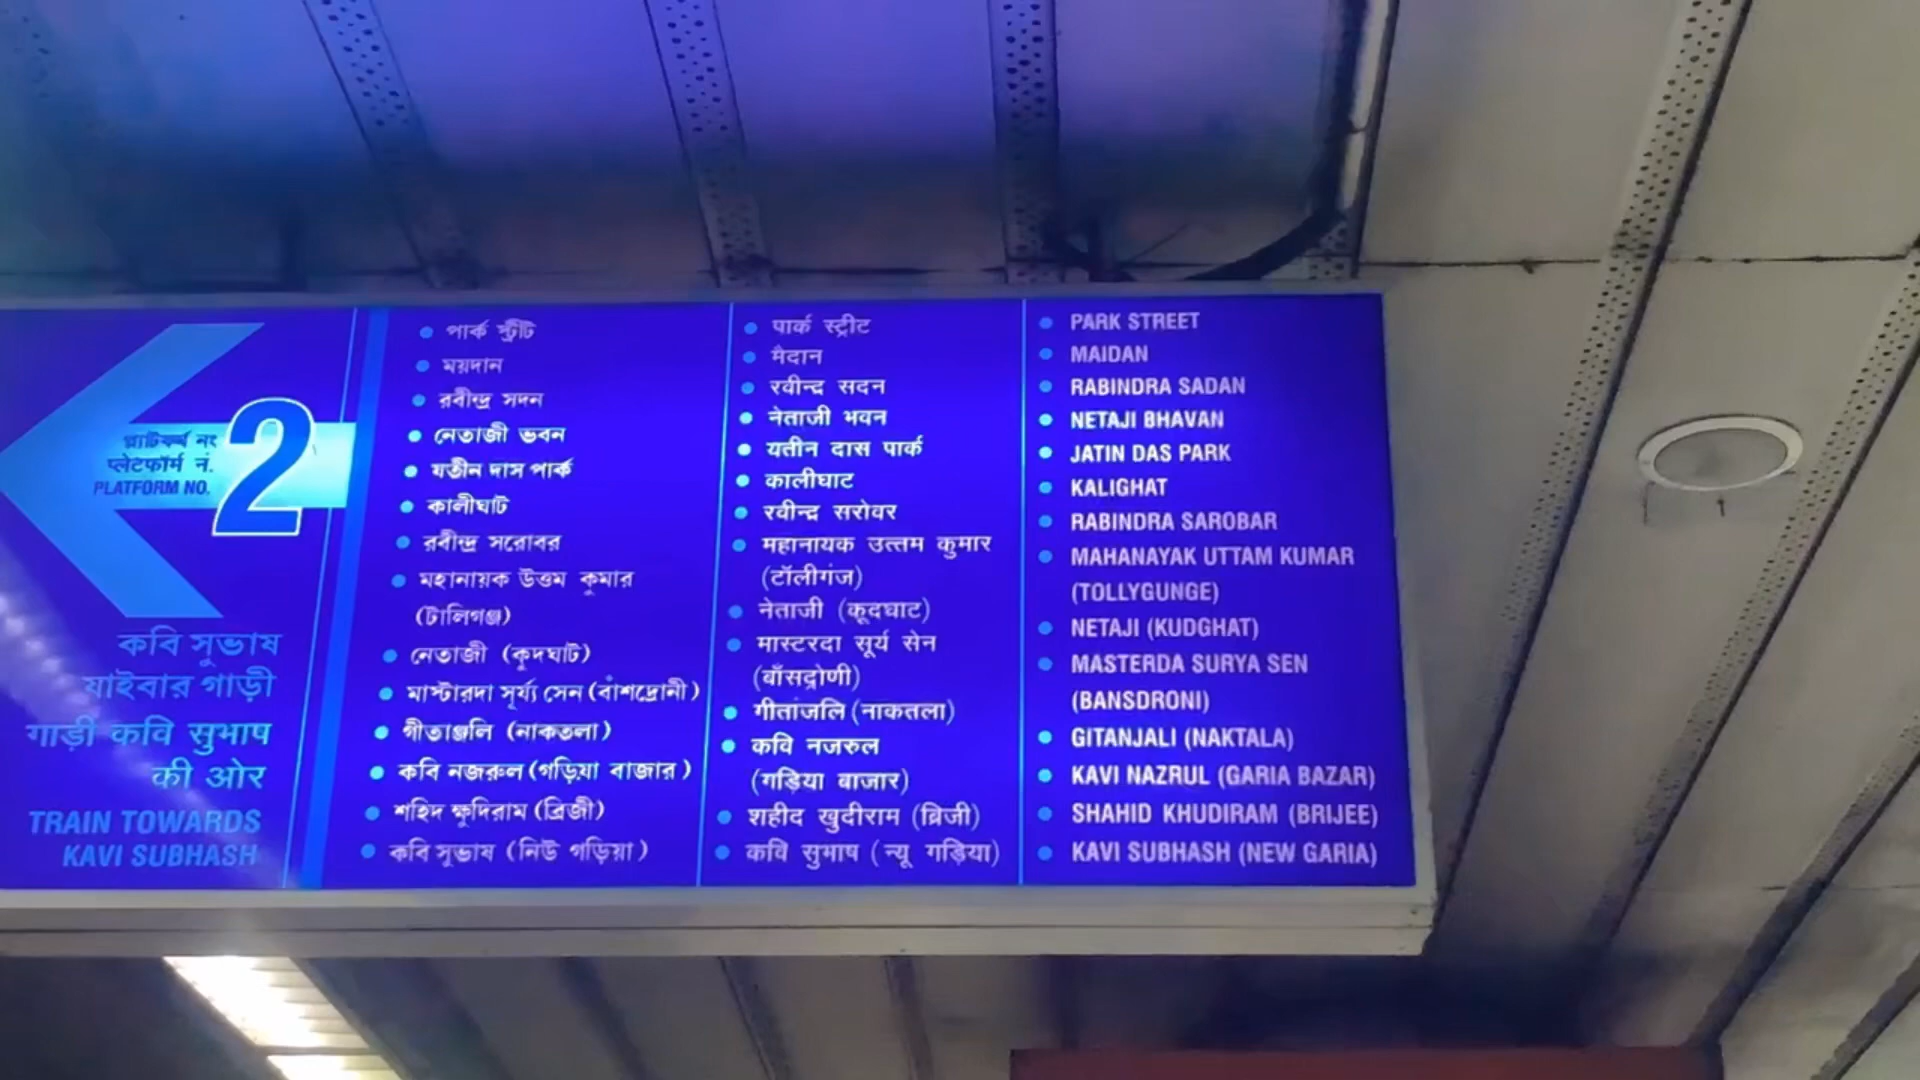 প্লাটফর্ম নং
प्लेटफॉर्म नं.
PLATFORM NO.
2
কবি সুভাষ
যাইবার গাড়ী
गाड़ी कवि सुभाष
की ओर
TRAIN TOWARDS
KAVI SUBHASH
পার্ক স্ট্রীট
ময়দান
রবীন্দ্র সদন
নেতাজী ভবন
যতীন দাস পার্ক
কালীঘাট
রবীন্দ্র সরোবর
মহানায়ক উত্তম কুমার
(টালিগঞ্জ)
নেতাজী (কুদঘাট)
মাস্টারদা সূর্য্য সেন (বাঁশদ্রোনী)
গীতাঞ্জলি (নাকতলা)
কবি নজরুল (গড়িয়া বাজার)
শহিদ ক্ষুদিরাম (ব্রিজী)
কবি সুভাষ (নিউ গড়িয়া)
पार्क स्ट्रीट
मैदान
रवीन्द्र सदन
नेताजी भवन
यतीन दास पार्क
कालीघाट
रवीन्द्र सरोवर
महानायक उत्तम कुमार
(टॉलीगंज)
नेताजी (कूदघाट)
मास्टरदा सूर्य सेन
(बाँसद्रोणी)
गीतांजलि (नाकतला)
कवि नजरुल
(गड़िया बाजार)
शहीद खुदीराम (ब्रिजी)
कवि सुभाष (न्यू गड़िया)
PARK STREET
MAIDAN
RABINDRA SADAN
NETAJI BHAVAN
JATIN DAS PARK
KALIGHAT
RABINDRA SAROBAR
MAHANAYAK UTTAM KUMAR
(TOLLYGUNGE)
NETAJI (KUDGHAT)
MASTERDA SURYA SEN
(BANSDRONI)
GITANJALI (NAKTALA)
KAVI NAZRUL (GARIA BAZAR)
SHAHID KHUDIRAM (BRIJEE)
KAVI SUBHASH (NEW GARIA)